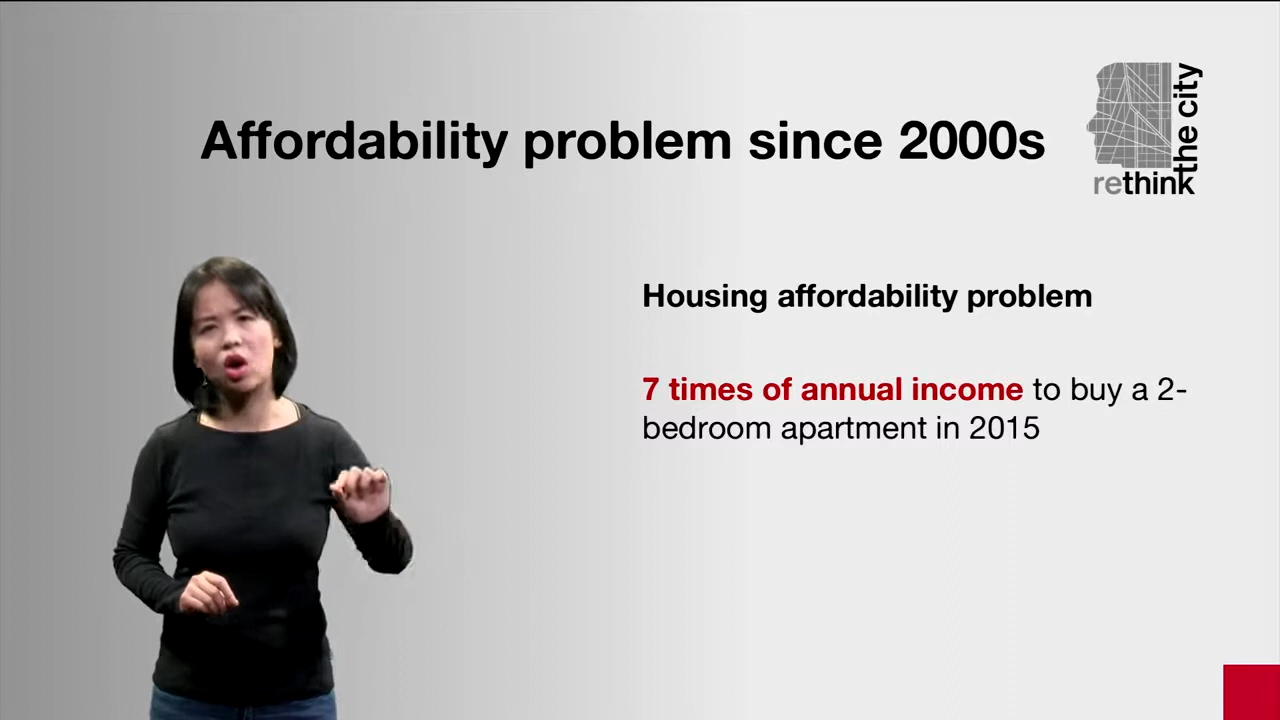 Affordability problem since 2000s
rethink
the city
Housing affordability problem
7 times of annual income to buy a 2-
bedroom apartment in 2015